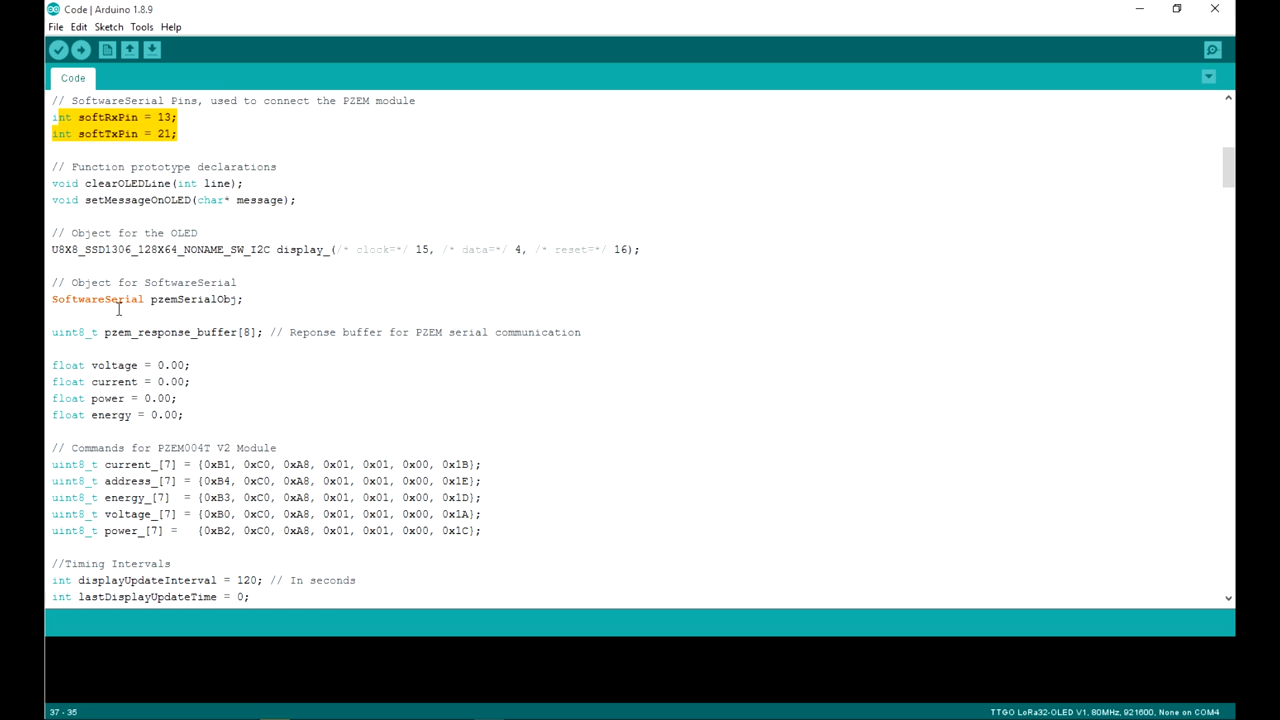 Code | Arduino 1.8.9
File Edit Sketch Tools Help
Code
// SoftwareSerial Pins, used to connect the PZEM module
int softRxPin = 13;
int softTxPin = 21;
// Function prototype declarations
void clearOLEDLine(int line);
void setMessageOnOLED(char* message);
// Object for the OLED
U8X8_SSD1306_128X64_NONAME_SW_I2C display_(/* clock=*/ 15, /* data=*/ 4, /* reset=*/ 16);
// Object for SoftwareSerial
SoftwareSerial pzemSerialObj;
uint8_t pzem_response_buffer[8]; // Reponse buffer for PZEM serial communication
float voltage = 0.00;
float current = 0.00;
float power = 0.00;
float energy = 0.00;
// Commands for PZEM004T V2 Module
uint8_t current_[7] = {0xB1, 0xC0, 0xA8, 0x01, 0x01, 0x00, 0x1B};
uint8_t address_[7] = {0xB4, 0xC0, 0xA8, 0x01, 0x01, 0x00, 0x1E};
uint8_t energy_[7]  = {0xB3, 0xC0, 0xA8, 0x01, 0x01, 0x00, 0x1D};
uint8_t voltage_[7] = {0xB0, 0xC0, 0xA8, 0x01, 0x01, 0x00, 0x1A};
uint8_t power_[7] =   {0xB2, 0xC0, 0xA8, 0x01, 0x01, 0x00, 0x1C};
//Timing Intervals
int displayUpdateInterval = 120; // In seconds
int lastDisplayUpdateTime = 0;
37 - 35
TTGO LoRa32-OLED V1, 80MHz, 921600, None on COM4